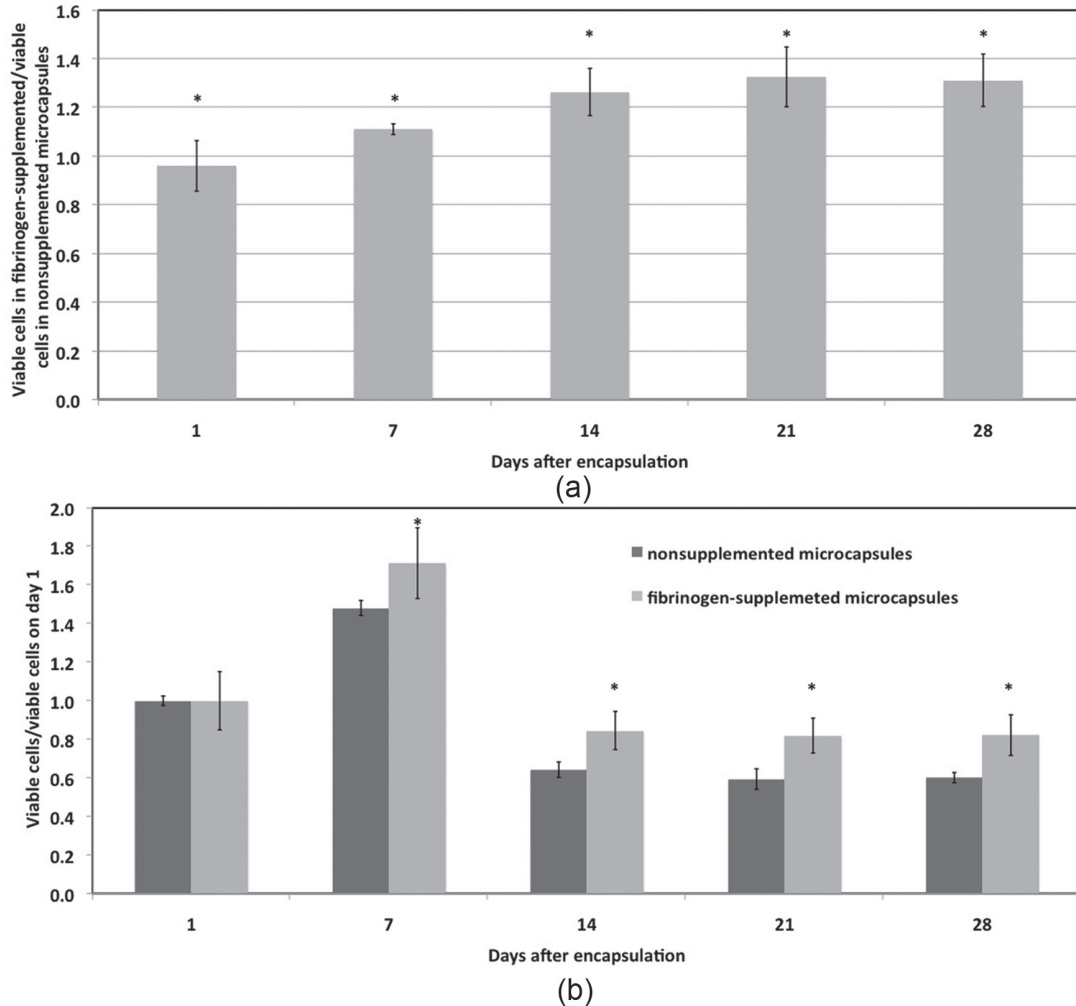 Viable cells in fibrinogen-supplemented/viable
cells in nonsupplemented microcapsules
1.6
1.4
1.2
1.0
0.8
0.6
0.4
0.2
0.0
* * * * *
1 7 14 21 28
Days after encapsulation
(a)
Viable cells/viable cells on day 1
2.0
1.8
1.6
1.4
1.2
1.0
0.8
0.6
0.4
0.2
0.0
* * * *
nonsupplemented microcapsules
fibrinogen-supplemeted microcapsules
1 7 14 21 28
Days after encapsulation
(b)